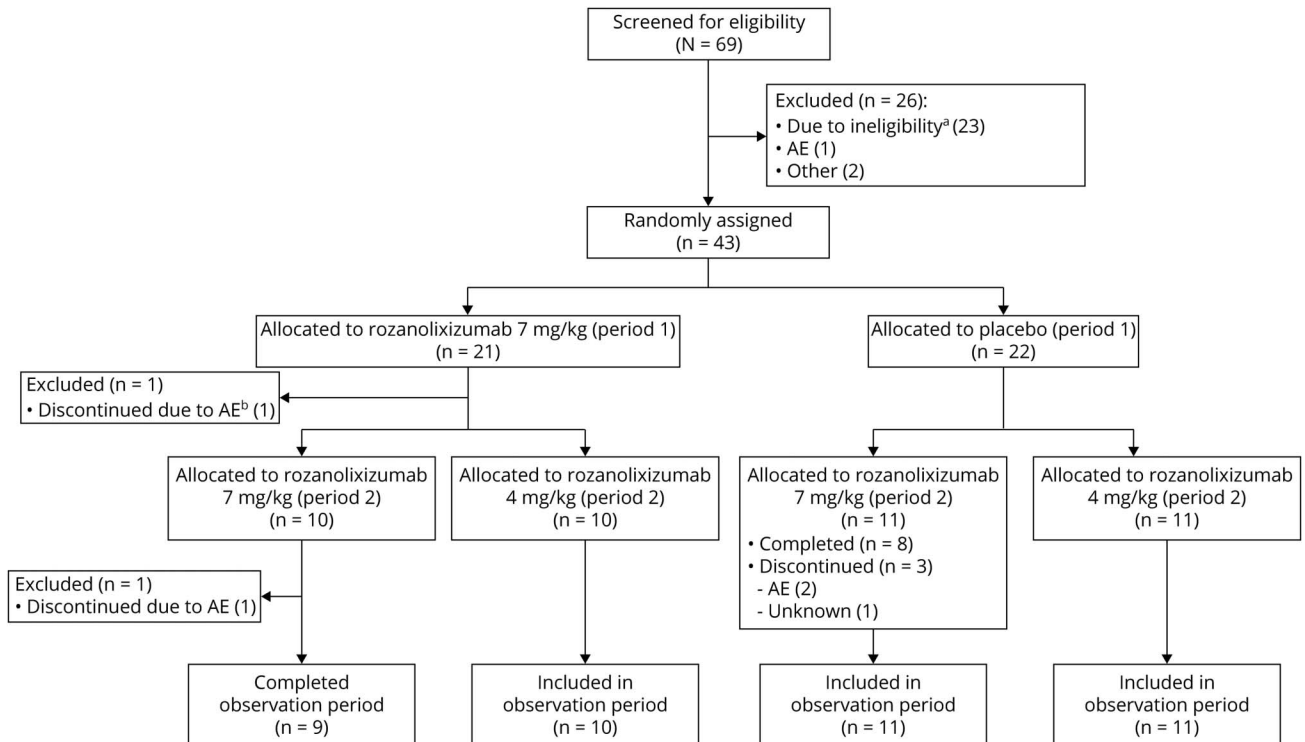 Screened for eligibility
(N = 69)
Excluded (n = 26):
• Due to ineligibilityᵃ (23)
• AE (1)
• Other (2)
Randomly assigned
(n = 43)
Allocated to rozanolixizumab 7 mg/kg (period 1)
(n = 21)
Allocated to placebo (period 1)
(n = 22)
Excluded (n = 1)
• Discontinued due to AEᵇ (1)
Allocated to rozanolixizumab
7 mg/kg (period 2)
(n = 10)
Allocated to rozanolixizumab
4 mg/kg (period 2)
(n = 10)
Allocated to rozanolixizumab
7 mg/kg (period 2)
(n = 11)
• Completed (n = 8)
• Discontinued (n = 3)
- AE (2)
- Unknown (1)
Allocated to rozanolixizumab
4 mg/kg (period 2)
(n = 11)
Excluded (n = 1)
• Discontinued due to AE (1)
Completed
observation period
(n = 9)
Included in
observation period
(n = 10)
Included in
observation period
(n = 11)
Included in
observation period
(n = 11)